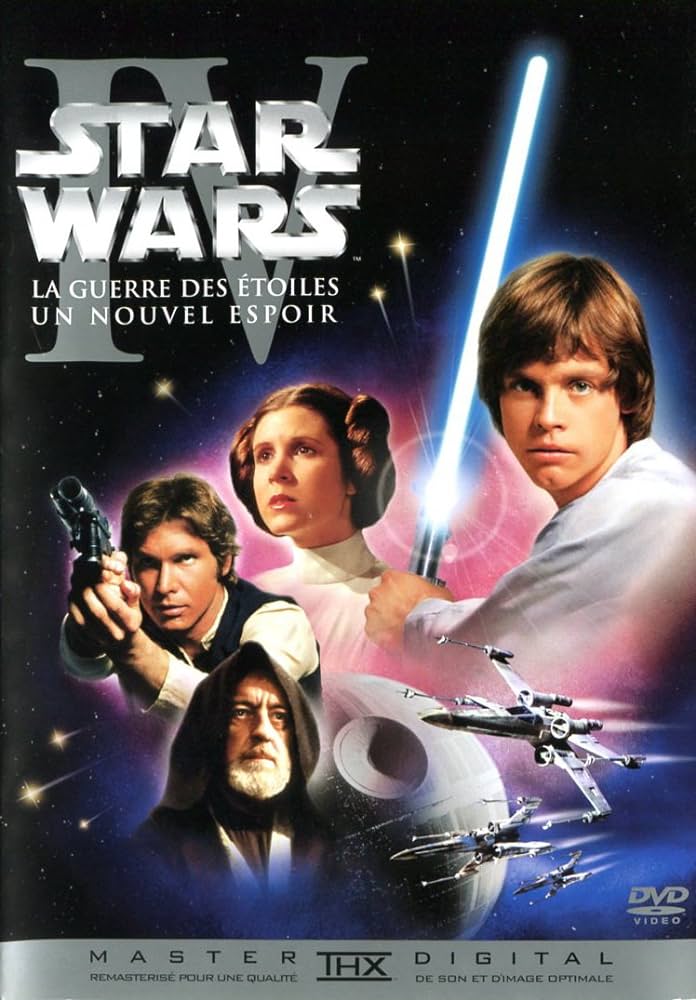 IV
STAR
WARS™
LA GUERRE DES ÉTOILES
UN NOUVEL ESPOIR
DVD
VIDEO
MASTER THX DIGITAL
REMASTERISÉ POUR UNE QUALITÉ DE SON ET D'IMAGE OPTIMALE